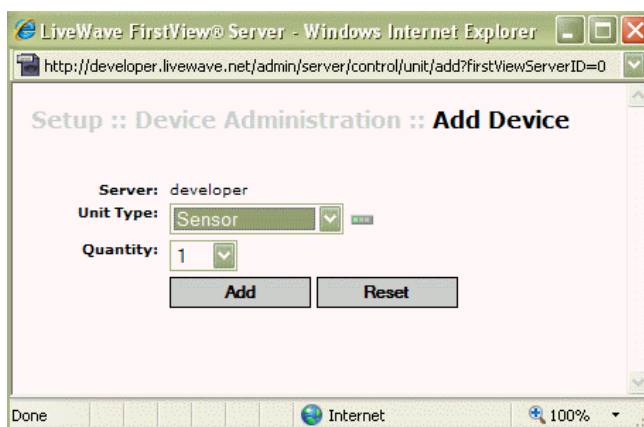 LiveWave FirstView® Server - Windows Internet Explorer
http://developer.livewave.net/admin/server/control/unit/add?firstViewServerID=0
Setup :: Device Administration :: Add Device
Server: developer
Unit Type: Sensor
Quantity: 1
Add Reset
Done Internet 100%